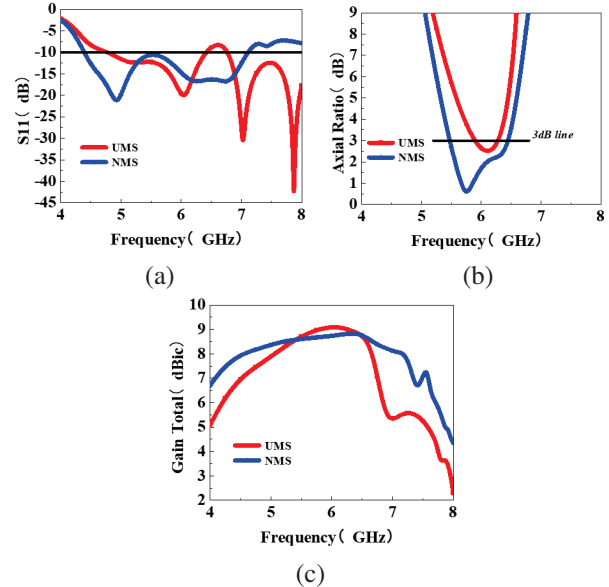 0
-5
-10
-15
-20
-25
-30
-35
-40
-45
S11( dB)
UMS
NMS
4 5 6 7 8
Frequency( GHz)
(a)
9
8
7
6
5
4
3
2
1
0
Axial Ratio( dB)
3dB line
UMS
NMS
4 5 6 7 8
Frequency( GHz)
(b)
10
9
8
7
6
5
4
3
2
Gain Total( dBic)
UMS
NMS
4 5 6 7 8
Frequency( GHz)
(c)